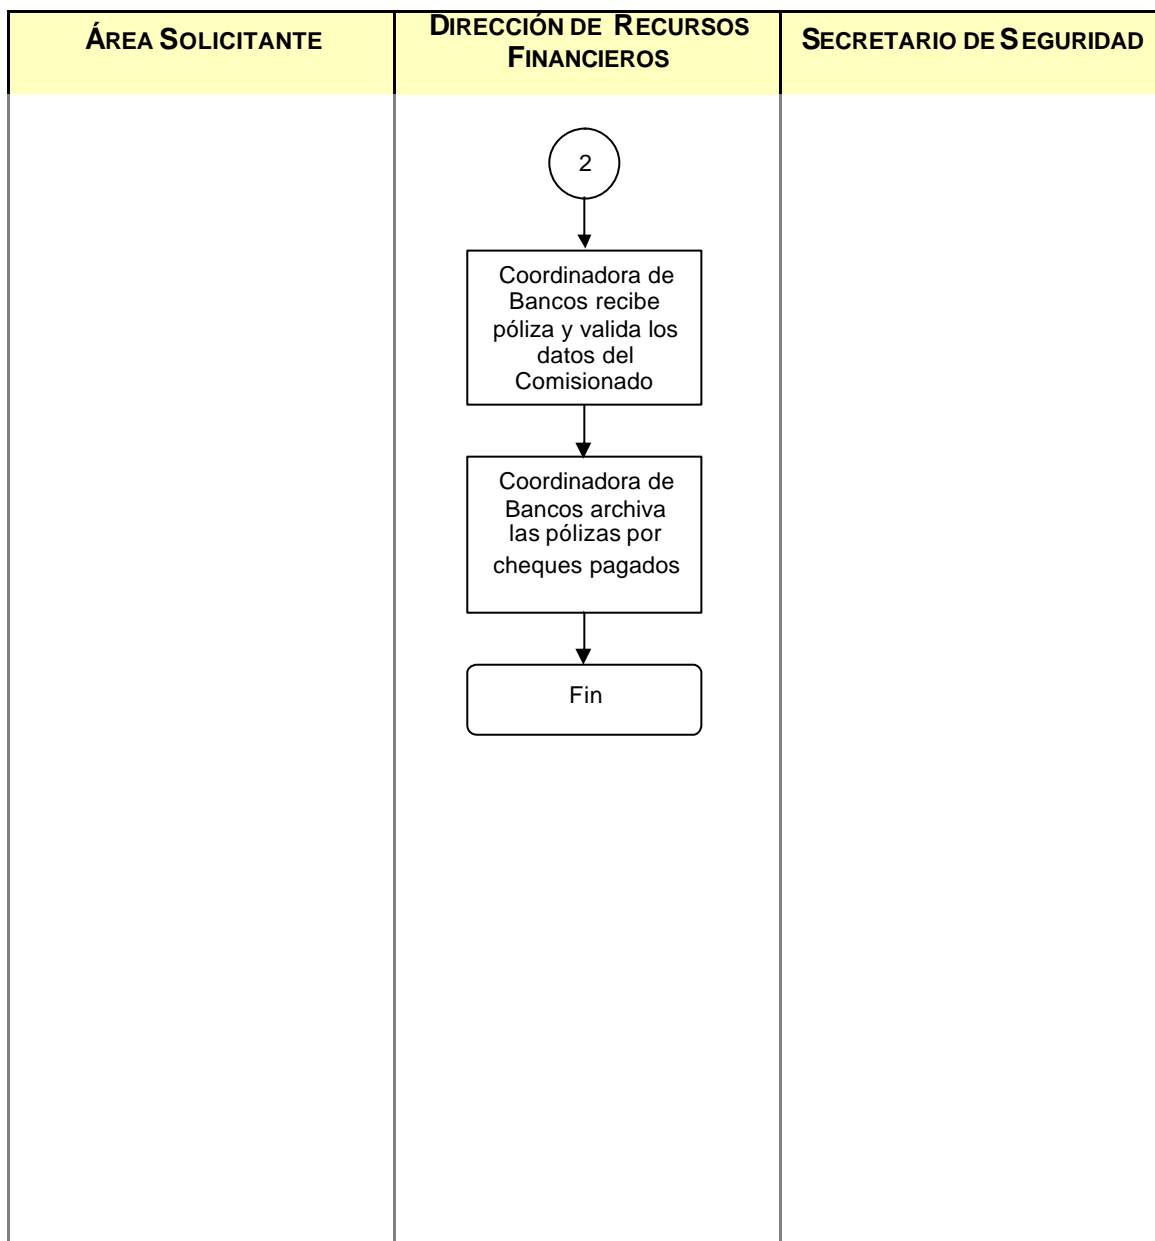 ÁREA SOLICITANTE
DIRECCIÓN DE RECURSOS
FINANCIEROS
SECRETARIO DE SEGURIDAD
2
Coordinadora de
Bancos recibe
póliza y valida los
datos del
Comisionado
Coordinadora de
Bancos archiva
las pólizas por
cheques pagados
Fin